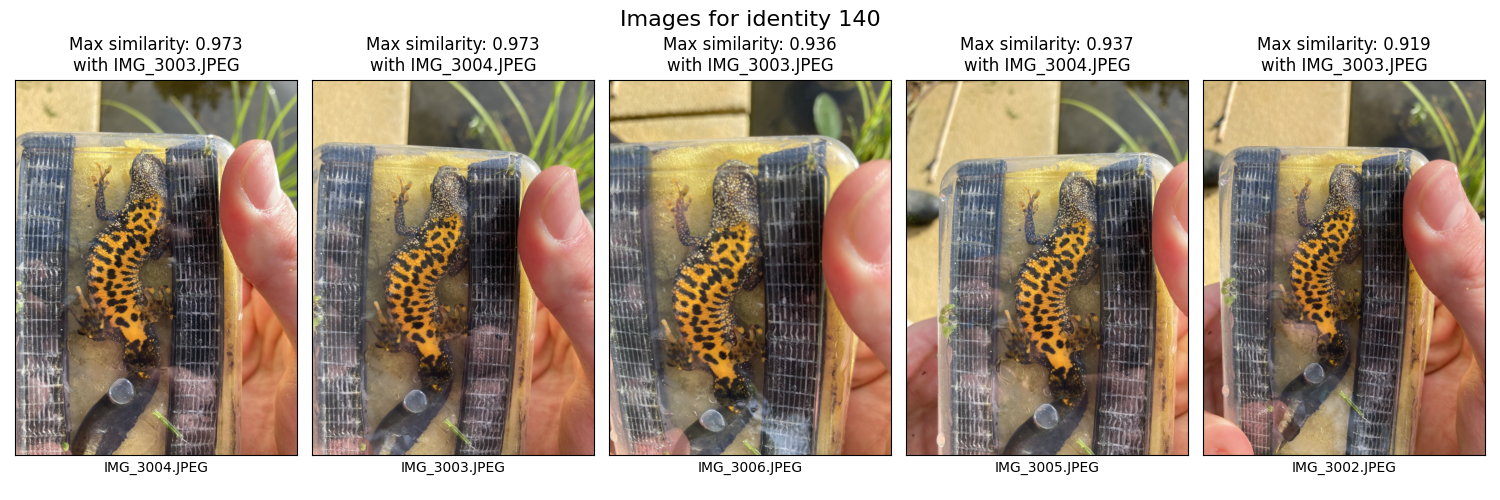 Images for identity 140
Max similarity: 0.973
with IMG_3003.JPEG
Max similarity: 0.973
with IMG_3004.JPEG
Max similarity: 0.936
with IMG_3003.JPEG
Max similarity: 0.937
with IMG_3004.JPEG
Max similarity: 0.919
with IMG_3003.JPEG
IMG_3004.JPEG
IMG_3003.JPEG
IMG_3006.JPEG
IMG_3005.JPEG
IMG_3002.JPEG